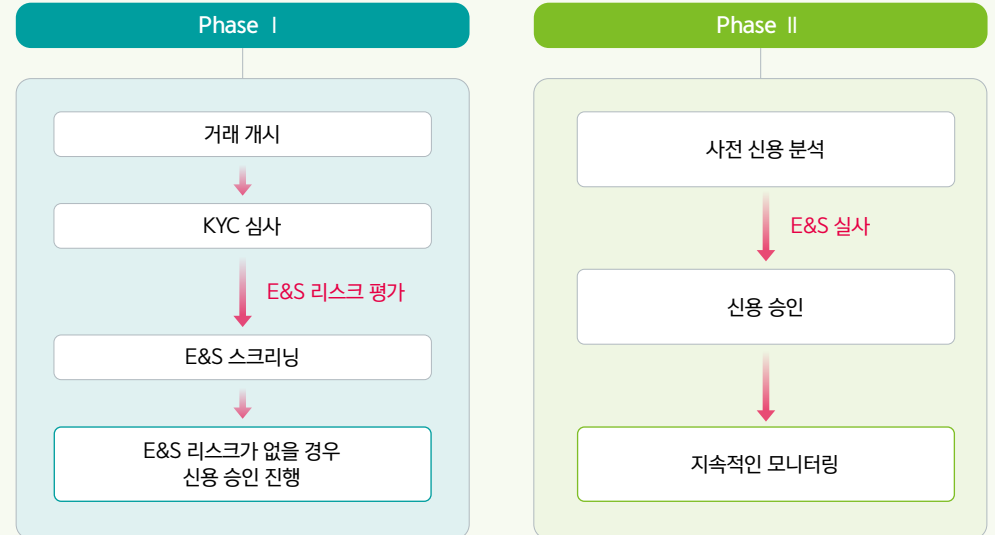 Phase Ⅰ
거래 개시
KYC 심사
E&S 리스크 평가
E&S 스크리닝
E&S 리스크가 없을 경우
신용 승인 진행
Phase Ⅱ
사전 신용 분석
E&S 실사
신용 승인
지속적인 모니터링